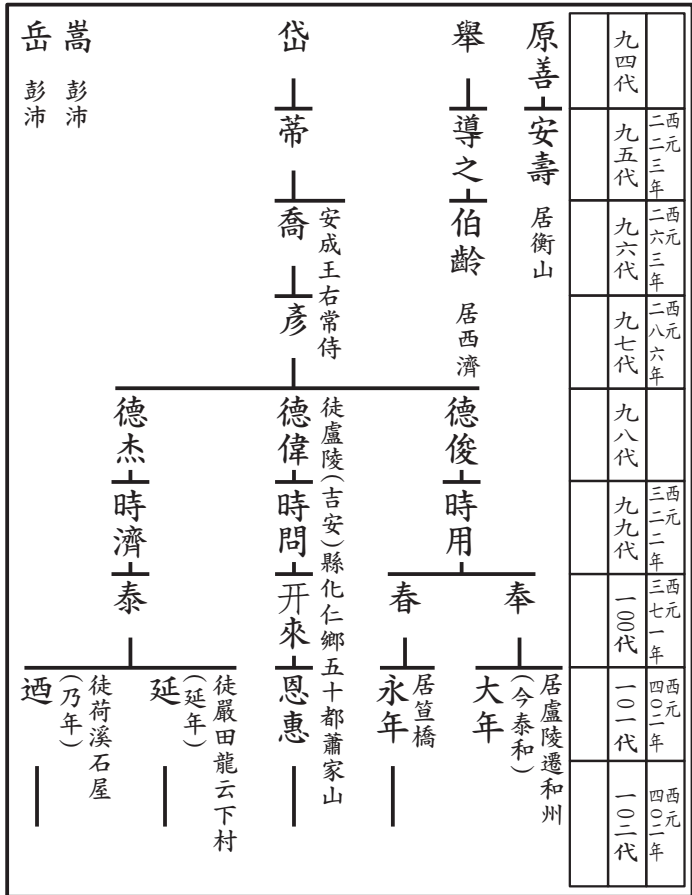 西元二二三年
西元二六三年
西元二八六年
西元三二二年
西元三七一年
西元四〇二年
西元四〇二年
九四代
九五代
九六代
九七代
九八代
九九代
一〇〇代
一〇一代
一〇二代
原善
安壽
居衡山
舉
導之
伯齡
居西濟
岱
蒂
喬
安成王右常侍
彥
嵩
彭沛
岳
彭沛
德俊
時用
奉
大年
居盧陵遷和州
(今泰和)
春
永年
居笪橋
德偉
徒盧陵(吉安)縣化仁鄉五十都蕭家山
時問
开來
恩惠
德杰
時濟
泰
延
(延年)
徒嚴田龍云下村
迺
(乃年)
徒荷溪石屋